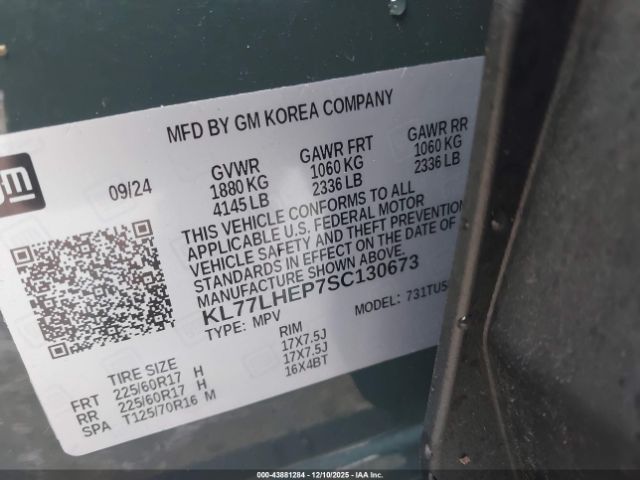 MFD BY GM KOREA COMPANY
gm
09/24
GVWR GAWR FRT GAWR RR
1880 KG 1060 KG 1060 KG
4145 LB 2336 LB 2336 LB
THIS VEHICLE CONFORMS TO ALL
APPLICABLE U.S. FEDERAL MOTOR
VEHICLE SAFETY AND THEFT PREVENTION
STANDARDS IN EFFECT ON THE DATE OF
MANUFACTURE SHOWN ABOVE.
KL77LHEP7SC130673
TYPE: MPV MODEL: 731TU5
TIRE SIZE RIM
FRT 225/60R17 H 17X7.5J
RR 225/60R17 H 17X7.5J
SPA T125/70R16 M 16X4BT
000-43881284 - 12/10/2025 - IAA Inc.